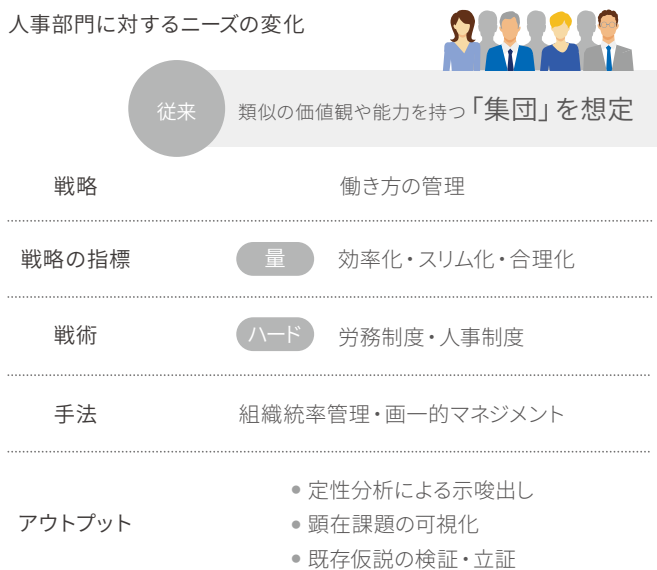 人事部門に対するニーズの変化
従来 類似の価値観や能力を持つ「集団」を想定
戦略 働き方の管理
戦略の指標 量 効率化・スリム化・合理化
戦術 ハード 労務制度・人事制度
手法 組織統率管理・画一的マネジメント
アウトプット
● 定性分析による示唆出し
● 顕在課題の可視化
● 既存仮説の検証・立証